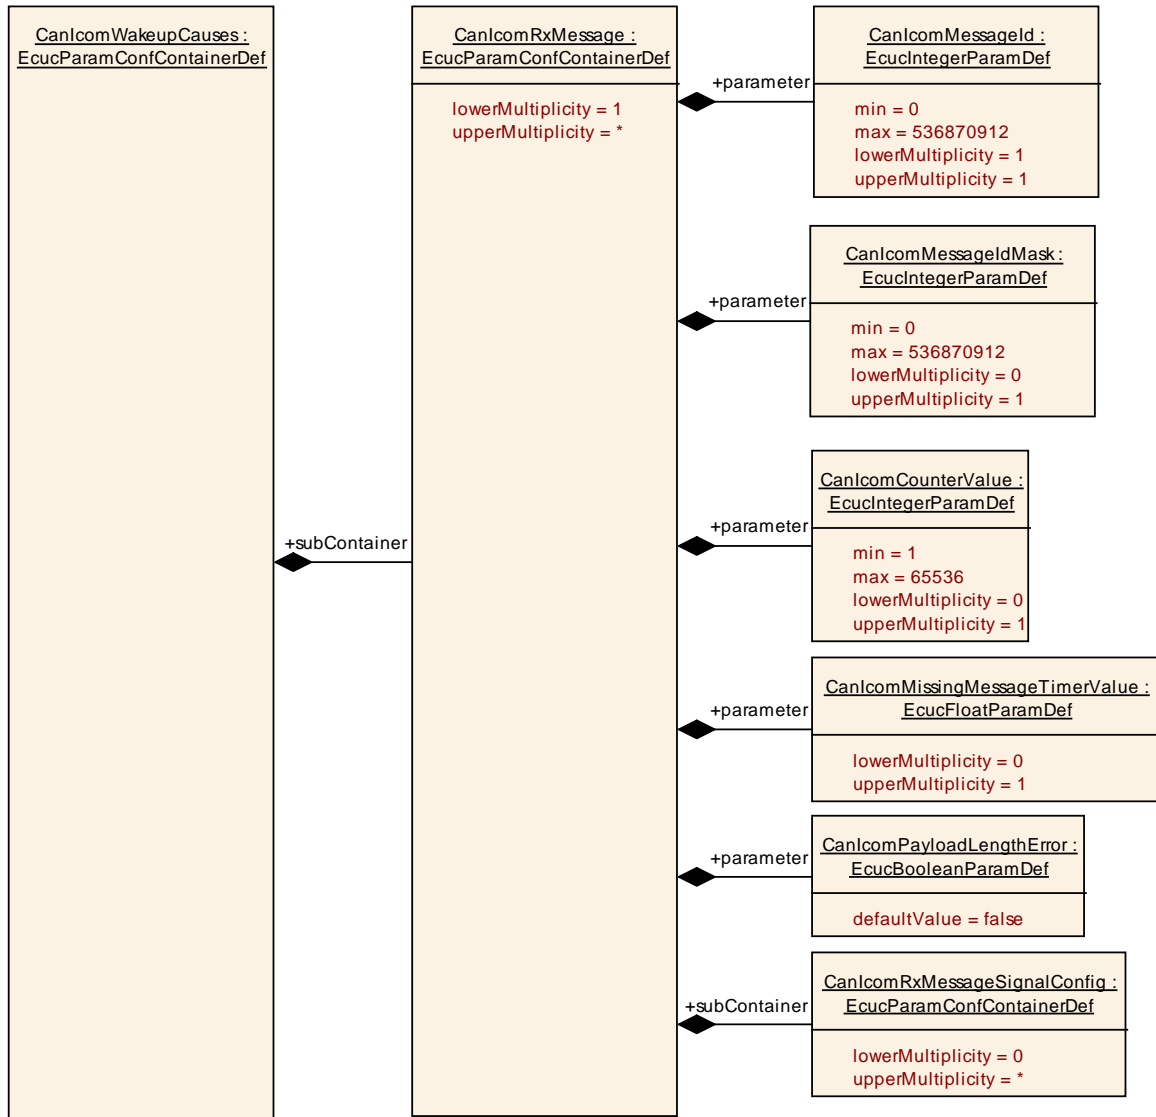 CanIcomWakeupCauses :
EcucParamConfContainerDef
CanIcomRxMessage :
EcucParamConfContainerDef
lowerMultiplicity = 1
upperMultiplicity = *
+subContainer
+parameter
CanIcomMessageId :
EcucIntegerParamDef
min = 0
max = 536870912
lowerMultiplicity = 1
upperMultiplicity = 1
+parameter
CanIcomMessageIdMask :
EcucIntegerParamDef
min = 0
max = 536870912
lowerMultiplicity = 0
upperMultiplicity = 1
+parameter
CanIcomCounterValue :
EcucIntegerParamDef
min = 1
max = 65536
lowerMultiplicity = 0
upperMultiplicity = 1
+parameter
CanIcomMissingMessageTimerValue :
EcucFloatParamDef
lowerMultiplicity = 0
upperMultiplicity = 1
+parameter
CanIcomPayloadLengthError :
EcucBooleanParamDef
defaultValue = false
+subContainer
CanIcomRxMessageSignalConfig :
EcucParamConfContainerDef
lowerMultiplicity = 0
upperMultiplicity = *